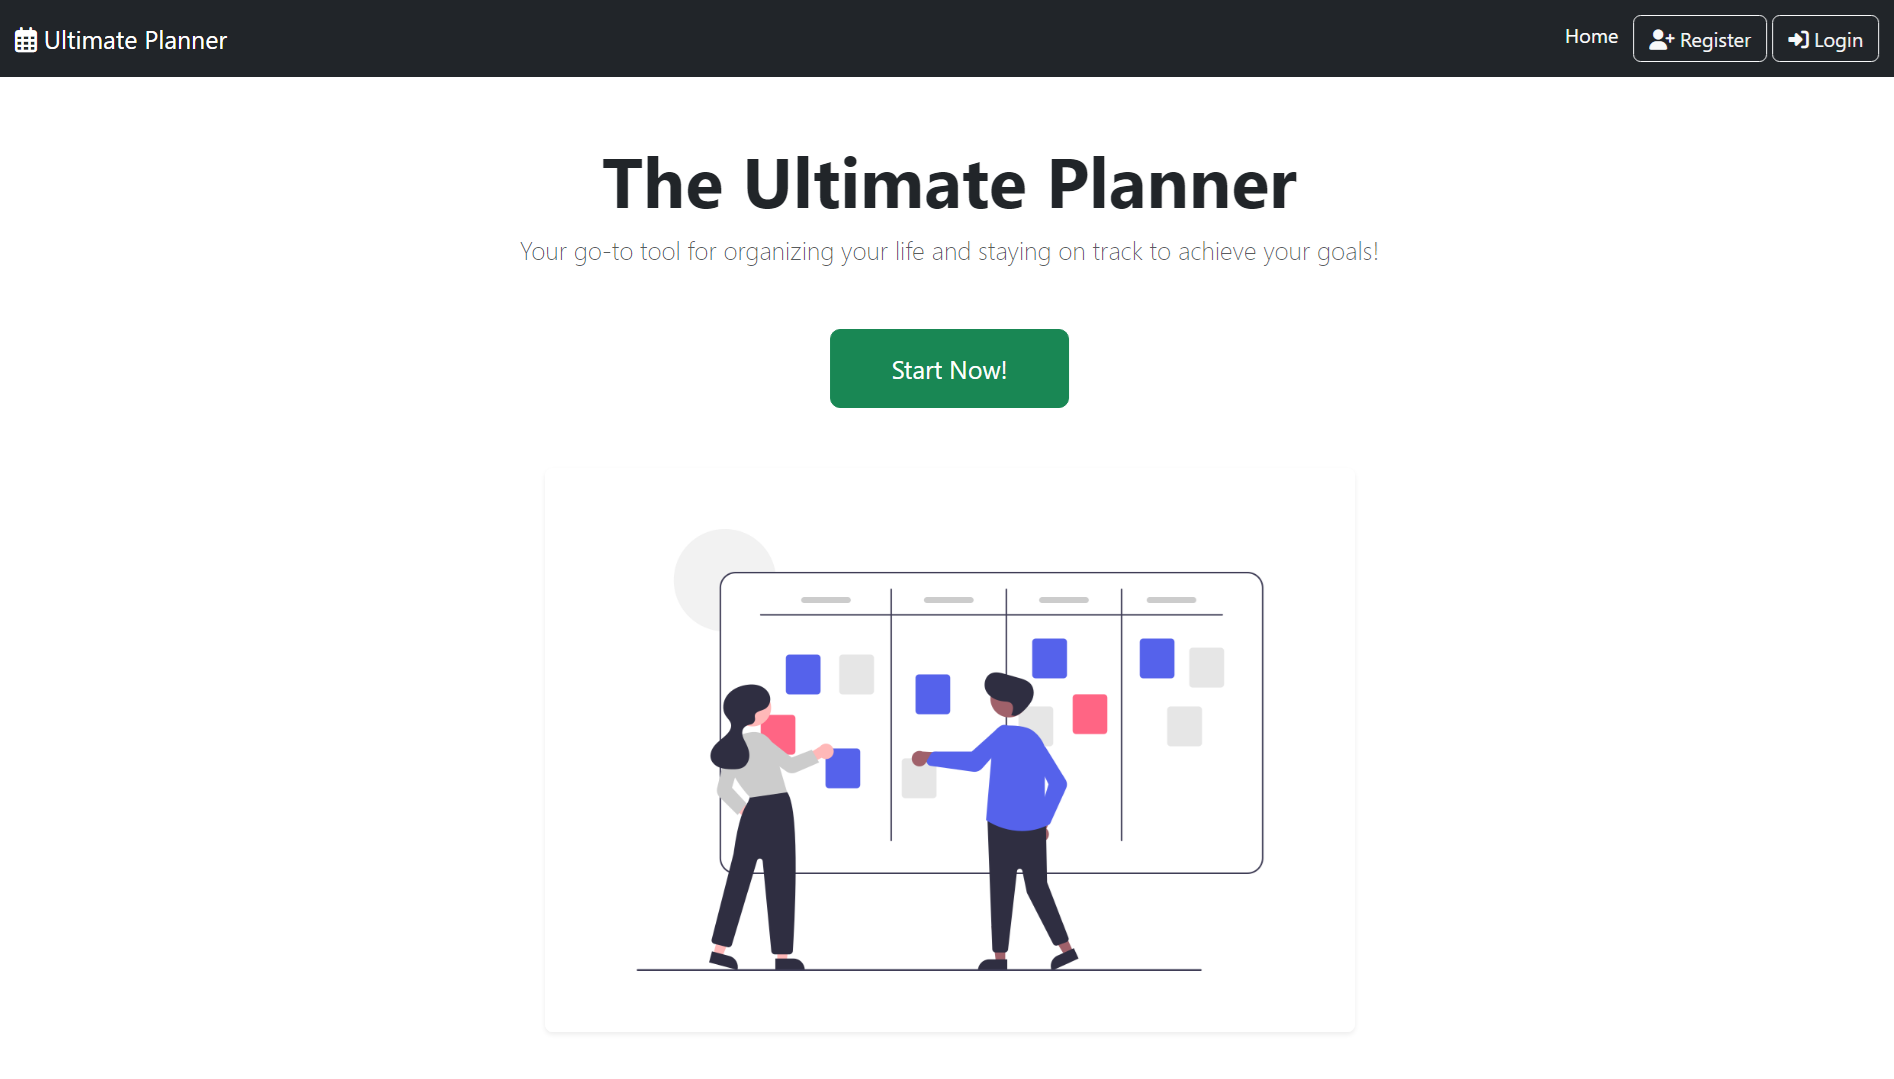 Ultimate Planner
Home
Register
Login
The Ultimate Planner
Your go-to tool for organizing your life and staying on track to achieve your goals!
Start Now!